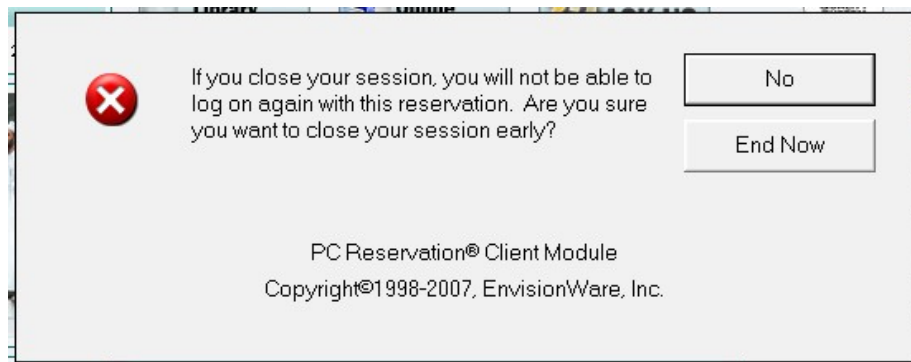 Library
If you close your session, you will not be able to
log on again with this reservation. Are you sure
you want to close your session early?
No
End Now
PC Reservation® Client Module
Copyright©1998-2007, EnvisionWare, Inc.